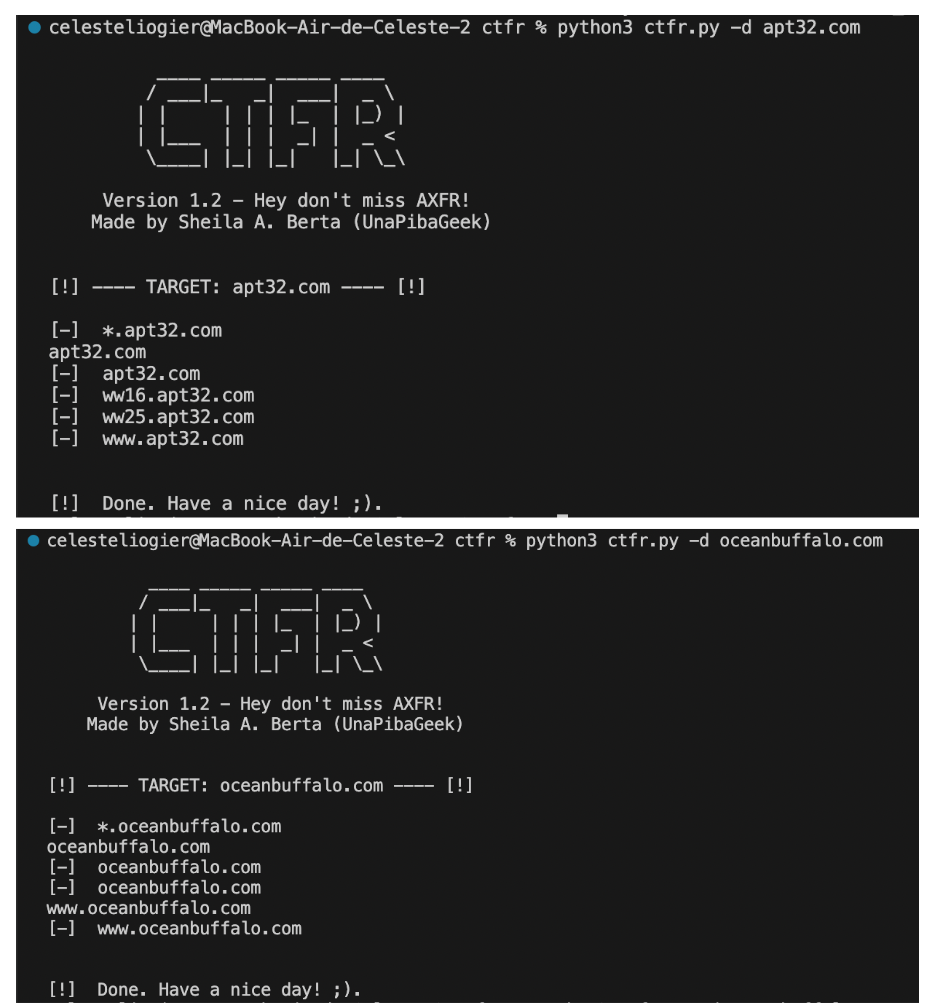 celesteliogier@MacBook-Air-de-Celeste-2 ctfr % python3 ctfr.py -d apt32.com
CTFR
Version 1.2 - Hey don't miss AXFR!
Made by Sheila A. Berta (UnaPibaGeek)
[!] ---- TARGET: apt32.com ---- [!]
[-] *.apt32.com
apt32.com
[-] apt32.com
[-] ww16.apt32.com
[-] ww25.apt32.com
[-] www.apt32.com
[!] Done. Have a nice day! ;).
celesteliogier@MacBook-Air-de-Celeste-2 ctfr % python3 ctfr.py -d oceanbuffalo.com
CTFR
Version 1.2 - Hey don't miss AXFR!
Made by Sheila A. Berta (UnaPibaGeek)
[!] ---- TARGET: oceanbuffalo.com ---- [!]
[-] *.oceanbuffalo.com
oceanbuffalo.com
[-] oceanbuffalo.com
[-] oceanbuffalo.com
www.oceanbuffalo.com
[-] www.oceanbuffalo.com
[!] Done. Have a nice day! ;).